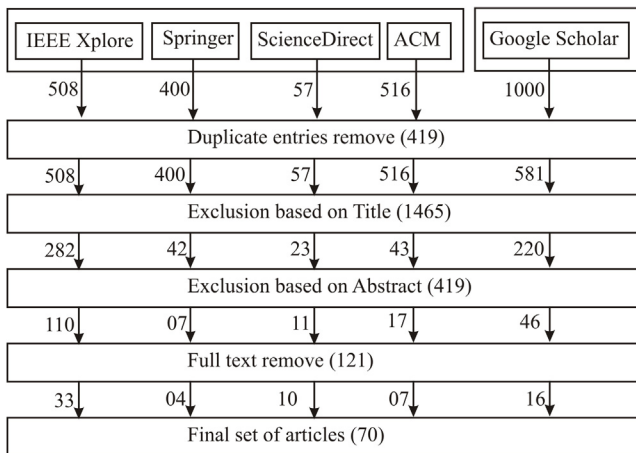 IEEE Xplore Springer ScienceDirect ACM Google Scholar
508 400 57 516 1000
Duplicate entries remove (419)
508 400 57 516 581
Exclusion based on Title (1465)
282 42 23 43 220
Exclusion based on Abstract (419)
110 07 11 17 46
Full text remove (121)
33 04 10 07 16
Final set of articles (70)